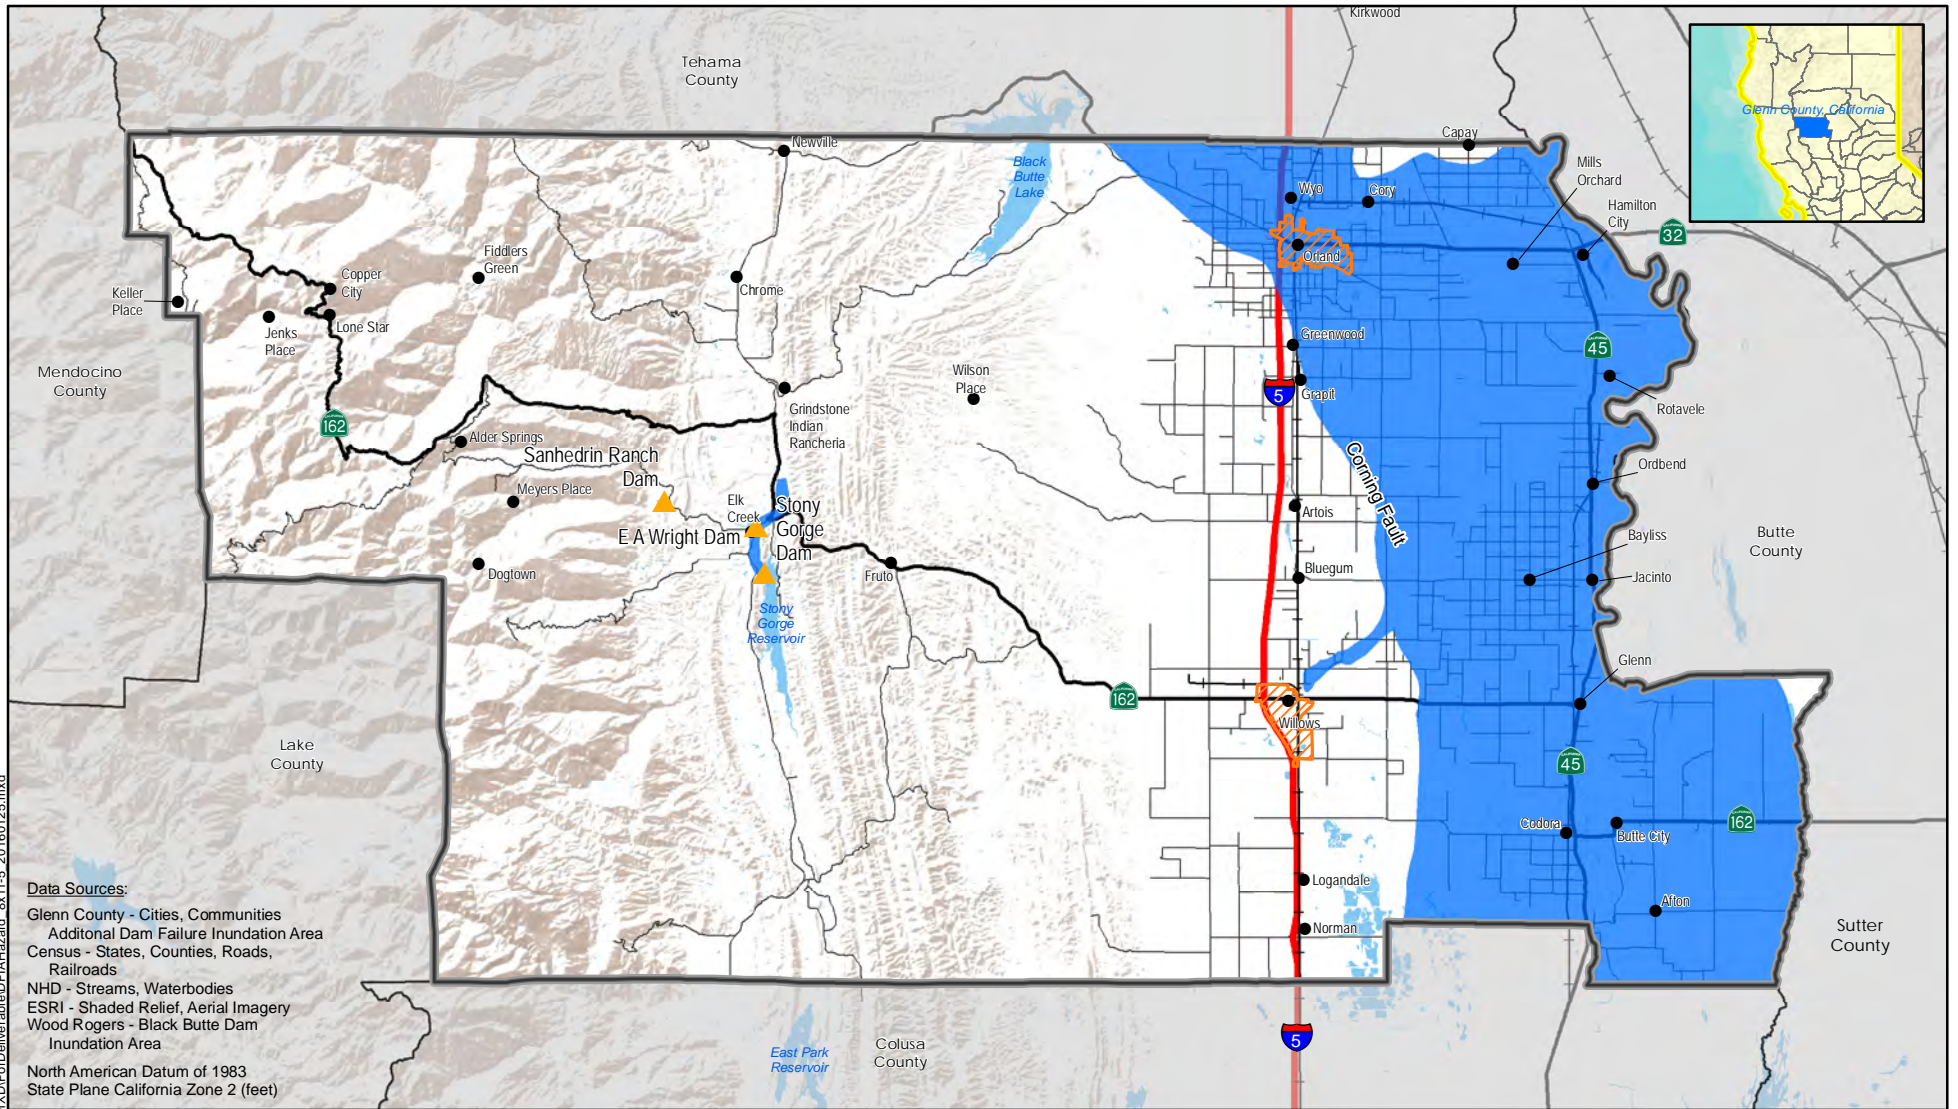 Kirkwood
Tehama
County
Glenn County, California
Capay
Newville
Black
Butte
Lake
Mills
Orchard
Wyo
Cory
Hamilton
City
32
Orland
Fiddlers
Green
Copper
City
Chrome
Keller
Place
Jenks
Place
Lone Star
Greenwood
CALIFORNIA
45
Mendocino
County
Wilson
Place
5
Grapit
Rotavele
Grindstone
Indian
Rancheria
CALIFORNIA
162
Alder Springs
Sanhedrin Ranch
Dam
Corning Fault
Ordbend
Meyers Place
Elk
Creek
Stony
Gorge
Dam
E A Wright Dam
Artois
Butte
County
Bayliss
Dogtown
Fruto
Bluegum
Jacinto
Stony
Gorge
Reservoir
Glenn
CALIFORNIA
162
Willows
Lake
County
CALIFORNIA
45
Codora
Butte City
CALIFORNIA
162
Logandale
Afton
Norman
Sutter
County
Data Sources:
Glenn County - Cities, Communities
Additonal Dam Failure Inundation Area
Census - States, Counties, Roads,
Railroads
NHD - Streams, Waterbodies
ESRI - Shaded Relief, Aerial Imagery
Wood Rogers - Black Butte Dam
Inundation Area
North American Datum of 1983
State Plane California Zone 2 (feet)
East Park
Reservoir
Colusa
County
5